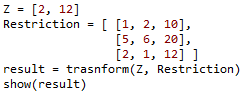 Z = [2, 12]
Restriction = [ [1, 2, 10],
[5, 6, 20],
[2, 1, 12] ]
result = trasnform(Z, Restriction)
show(result)